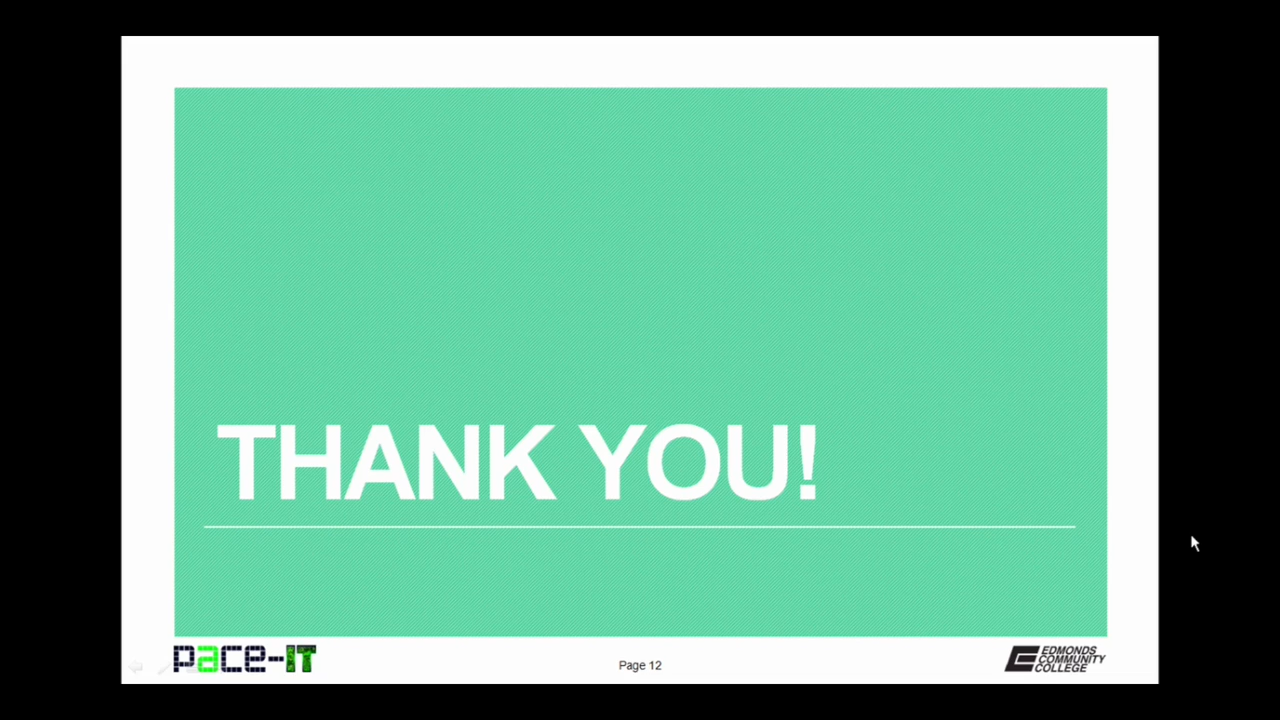 THANK YOU!
pace-IT
Page 12
EDMONDS
COMMUNITY
COLLEGE